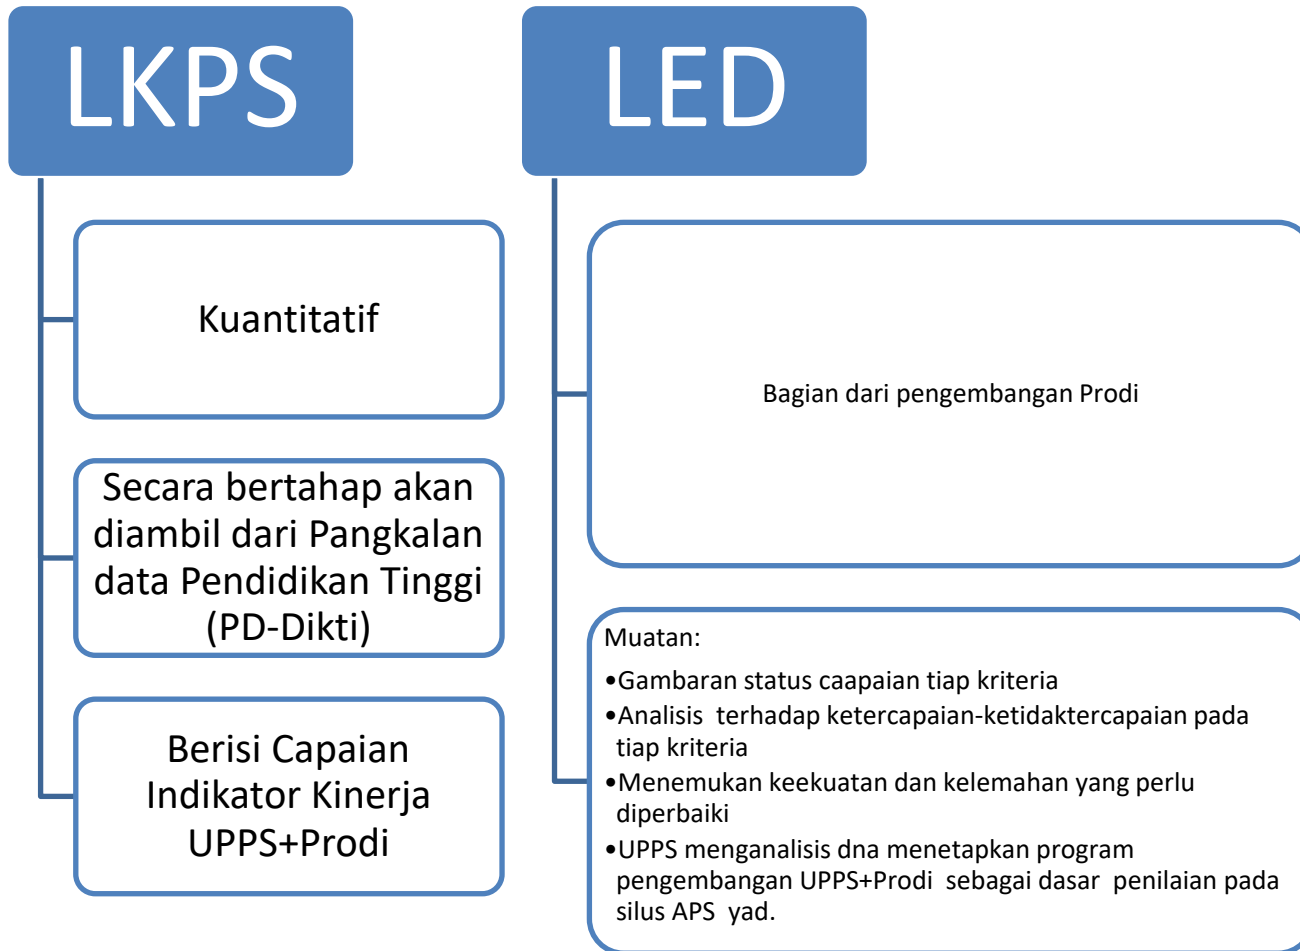 LKPS
Kuantitatif
Secara bertahap akan
diambil dari Pangkalan
data Pendidikan Tinggi
(PD-Dikti)
Berisi Capaian
Indikator Kinerja
UPPS+Prodi
LED
Bagian dari pengembangan Prodi
Muatan:
•Gambaran status caapaian tiap kriteria
•Analisis terhadap ketercapaian-ketidaktercapaian pada
tiap kriteria
•Menemukan keekuatan dan kelemahan yang perlu
diperbaiki
•UPPS menganalisis dna menetapkan program
pengembangan UPPS+Prodi sebagai dasar penilaian pada
silus APS yad.